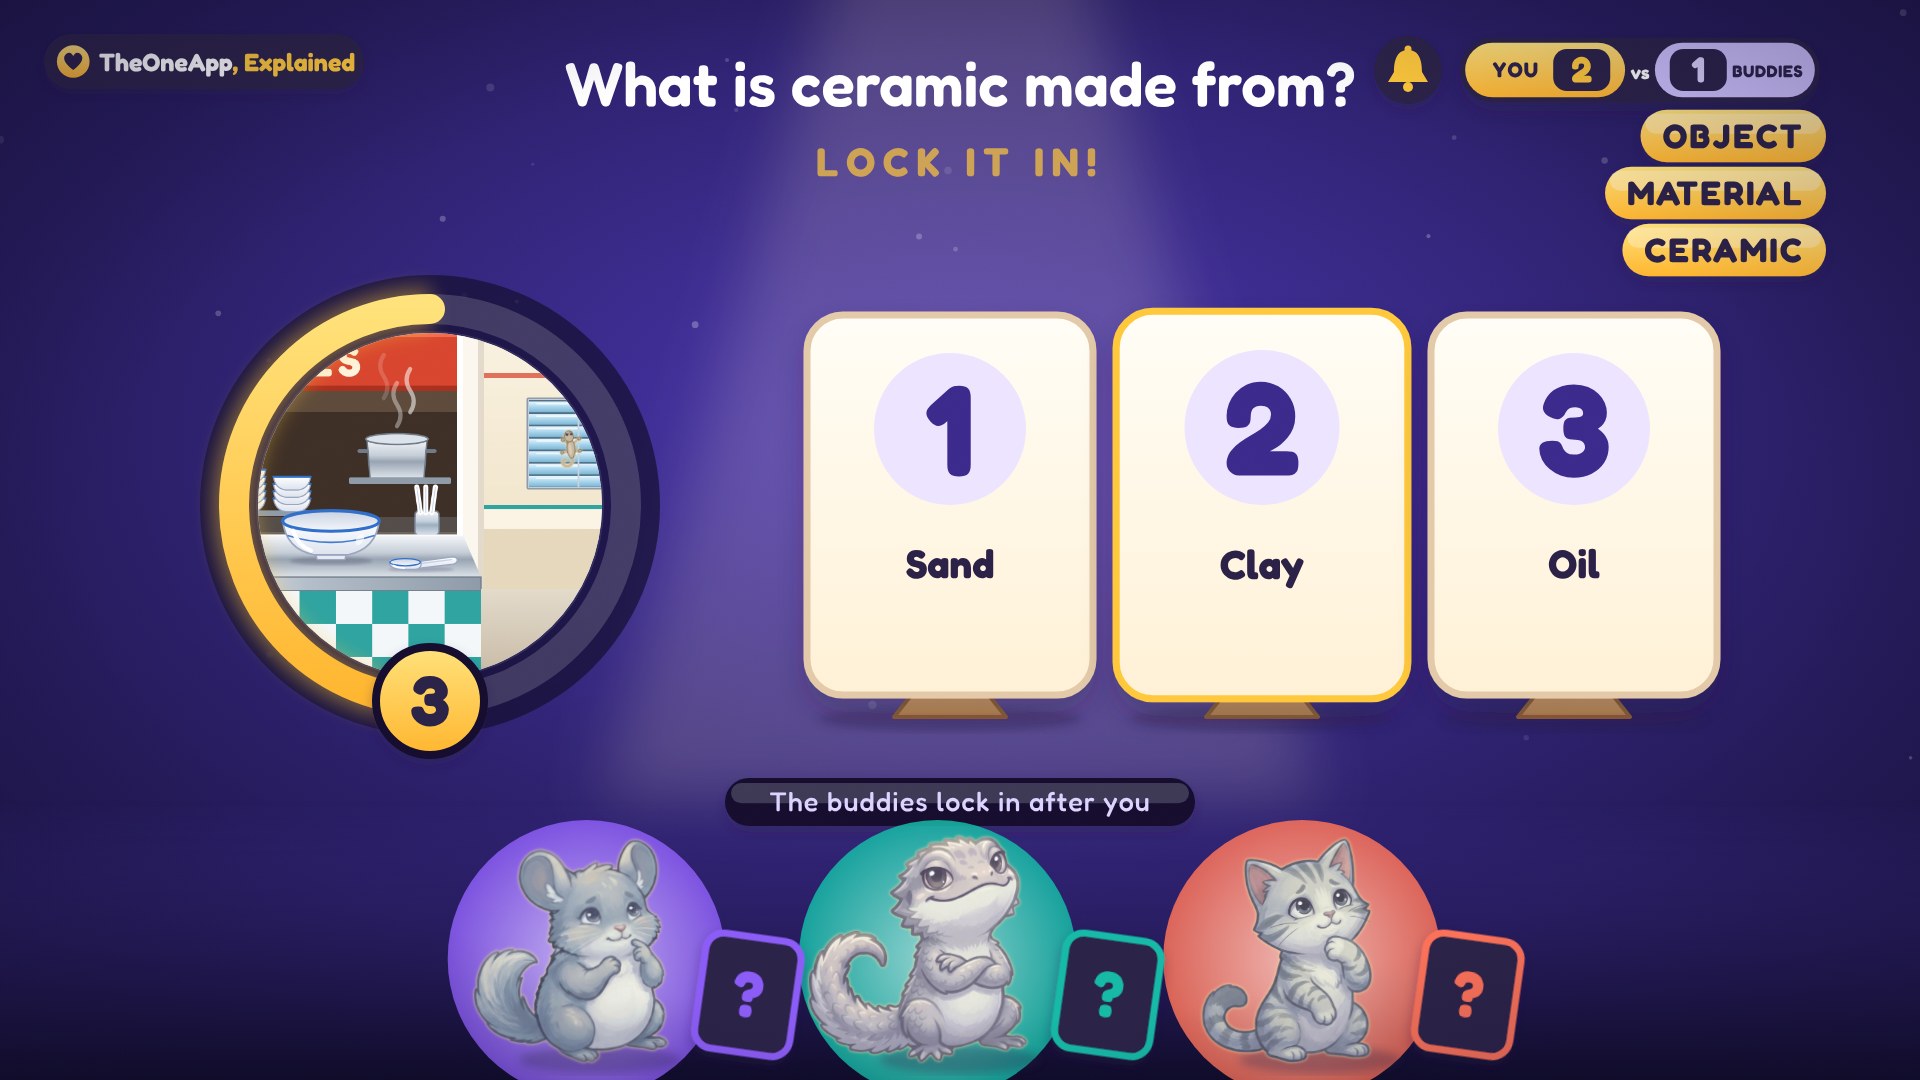 TheOneApp, Explained
What is ceramic made from?
LOCK IT IN!
YOU 2 vs 1 BUDDIES
OBJECT
MATERIAL
CERAMIC
S
3
1
Sand
2
Clay
3
Oil
The buddies lock in after you
?
?
?